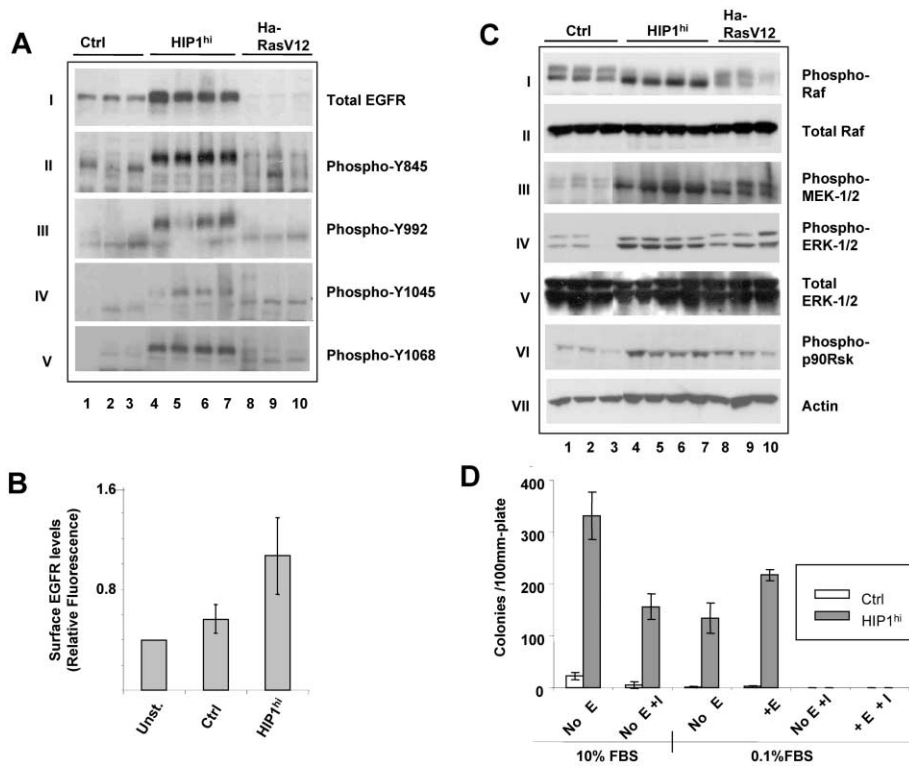 A
Ctrl HIP1hi Ha-RasV12
I Total EGFR
II Phospho-Y845
III Phospho-Y992
IV Phospho-Y1045
V Phospho-Y1068
1 2 3 4 5 6 7 8 9 10
B
Surface EGFR levels
(Relative Fluorescence)
1.6
0.8
Unst. Ctrl HIP1hi
C
Ctrl HIP1hi Ha-RasV12
I Phospho-Raf
II Total Raf
III Phospho-MEK-1/2
IV Phospho-ERK-1/2
V Total ERK-1/2
VI Phospho-p90Rsk
VII Actin
1 2 3 4 5 6 7 8 9 10
D
Colonies /100mm-plate
400
300
200
100
0
Ctrl
HIP1hi
No E No E +I No E +E No E +I + E + I
10% FBS 0.1%FBS